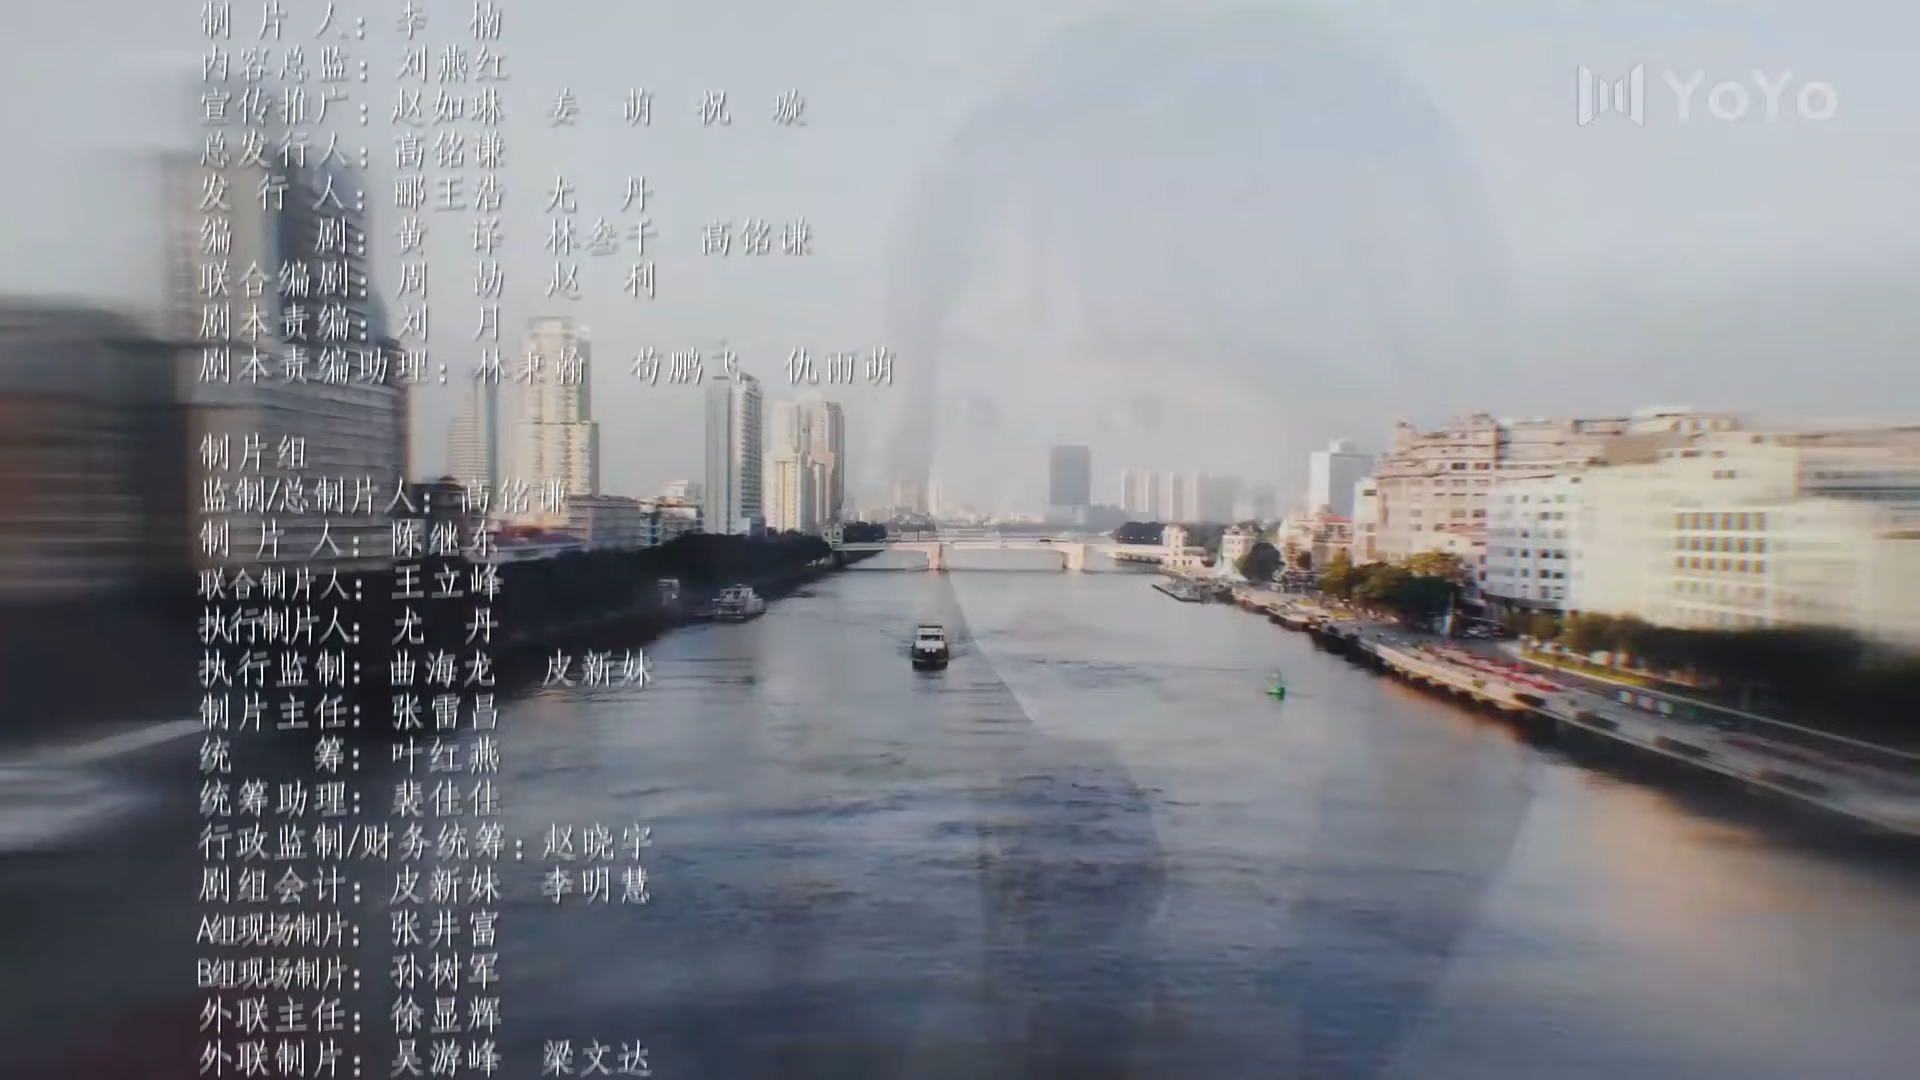 制片人：李楠
内容总监：刘燕红
宣传推广：赵如琳 姜萌 祝璇
总发行人：高铭谦
发行人：郦王浩 尤丹
编剧：黄译 林叁千 高铭谦
联合编剧：周劼 赵利
剧本责编：刘月
剧本责编助理：林秉翰 苟鹏飞 仇雨萌
制片组
监制/总制片人：高铭谦
制片人：陈继东
联合制片人：王立峰
执行制片人：尤丹
执行监制：曲海龙 皮新妹
制片主任：张雷昌
统筹：叶红燕
统筹助理：裴佳佳
行政监制/财务统筹：赵晓宇
剧组会计：皮新妹 李明慧
A组现场制片：张井富
B组现场制片：孙树军
外联主任：徐显辉
外联制片：吴游峰 梁文达
YoYo